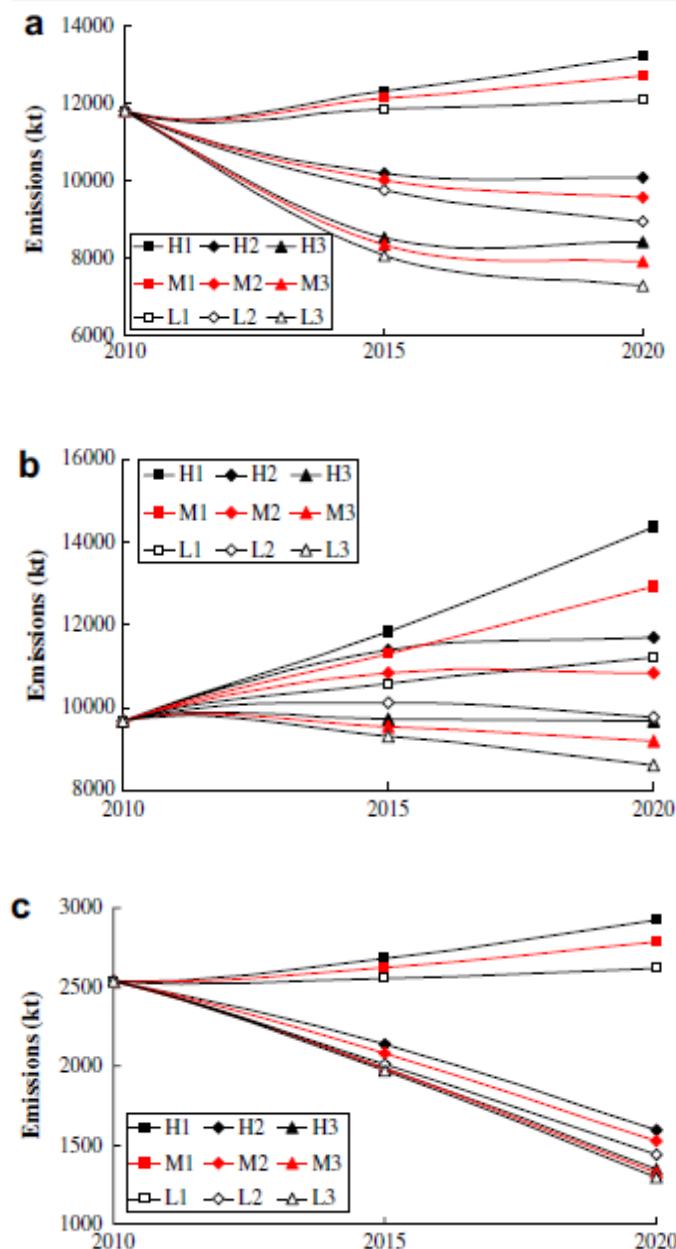 a
14000
12000
10000
8000
6000
Emissions (kt)
H1 H2 H3
M1 M2 M3
L1 L2 L3
2010 2015 2020
b
16000
14000
12000
10000
8000
Emissions (kt)
H1 H2 H3
M1 M2 M3
L1 L2 L3
2010 2015 2020
c
3000
2500
2000
1500
1000
Emissions (kt)
H1 H2 H3
M1 M2 M3
L1 L2 L3
2010 2015 2020